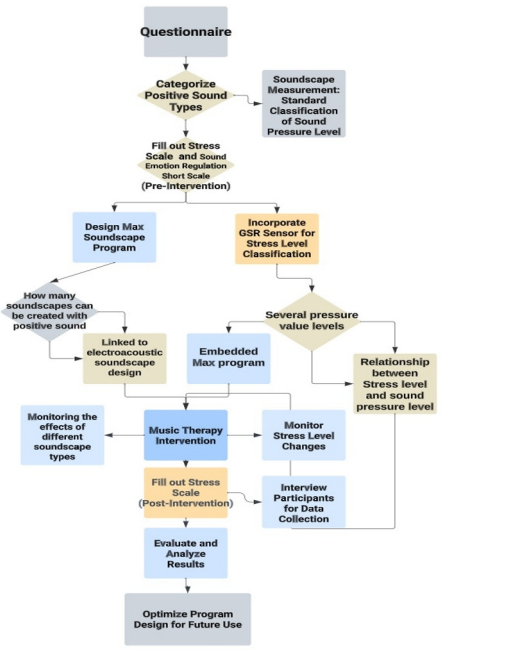 Questionnaire
Categorize
Positive Sound
Types
Soundscape
Measurement:
Standard
Classification
of Sound
Pressure Level
Fill out Stress
Scale and Sound
Emotion Regulation
Short Scale
(Pre-Intervention)
Design Max
Soundscape
Program
Incorporate
GSR Sensor for
Stress Level
Classification
How many
soundscapes can
be created with
positive sound
Several pressure
value levels
Linked to
electroacoustic
soundscape
design
Embedded
Max program
Relationship
between
Stress level
and sound
pressure level
Monitoring the
effects of
different
soundscape
types
Music Therapy
Intervention
Monitor
Stress Level
Changes
Fill out Stress
Scale
(Post-Intervention)
Interview
Participants
for Data
Collection
Evaluate and
Analyze
Results
Optimize Program
Design for Future Use